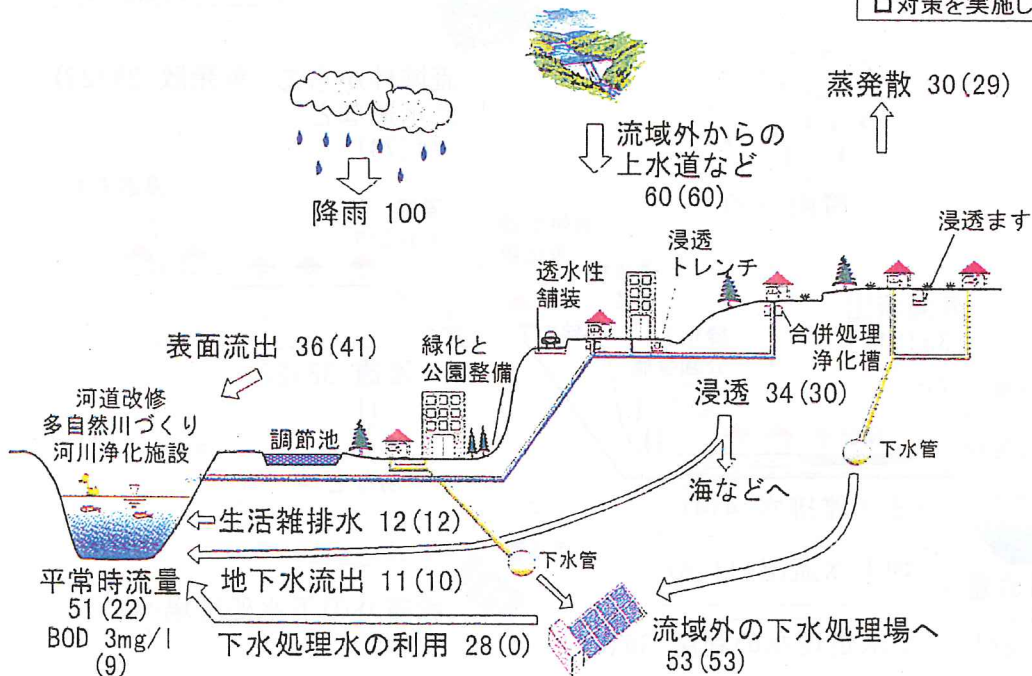 対策を実施し
蒸発散 30(29)
流域外からの
上水道など
60(60)
降雨 100
浸透ます
浸透
トレンチ
透水性
舗装
合併処理
浄化槽
表面流出 36(41)
緑化と
公園整備
浸透 34(30)
河道改修
多自然川づくり
河川浄化施設
調節池
下水管
海などへ
生活雑排水 12(12)
下水管
地下水流出 11(10)
平常時流量
51(22)
BOD 3mg/l
(9)
下水処理水の利用 28(0)
流域外の下水処理場へ
53(53)